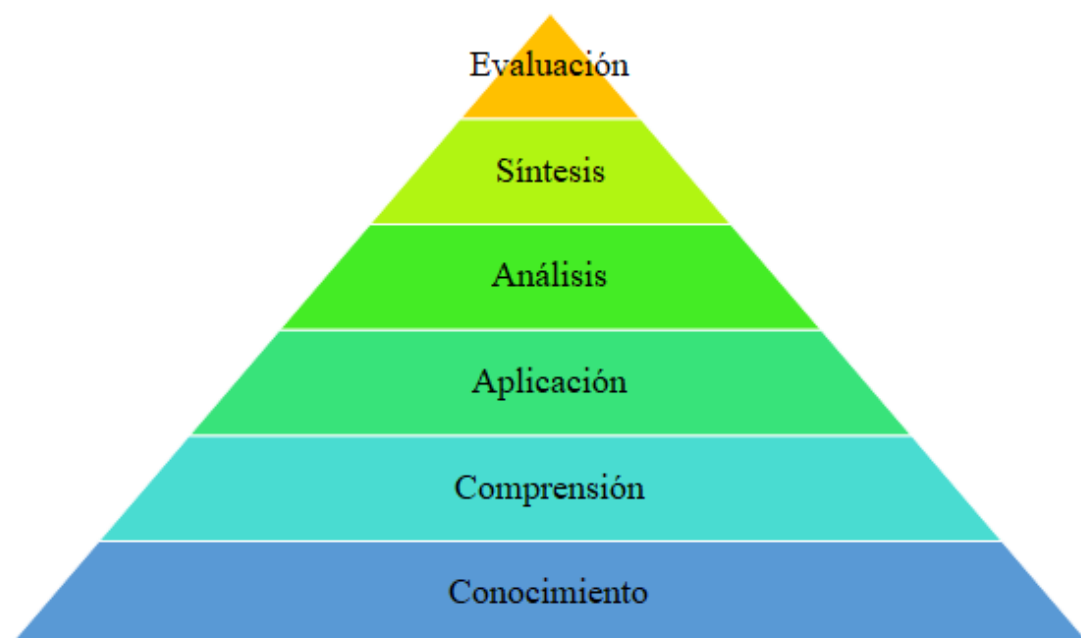 Evaluación
Síntesis
Análisis
Aplicación
Comprensión
Conocimiento